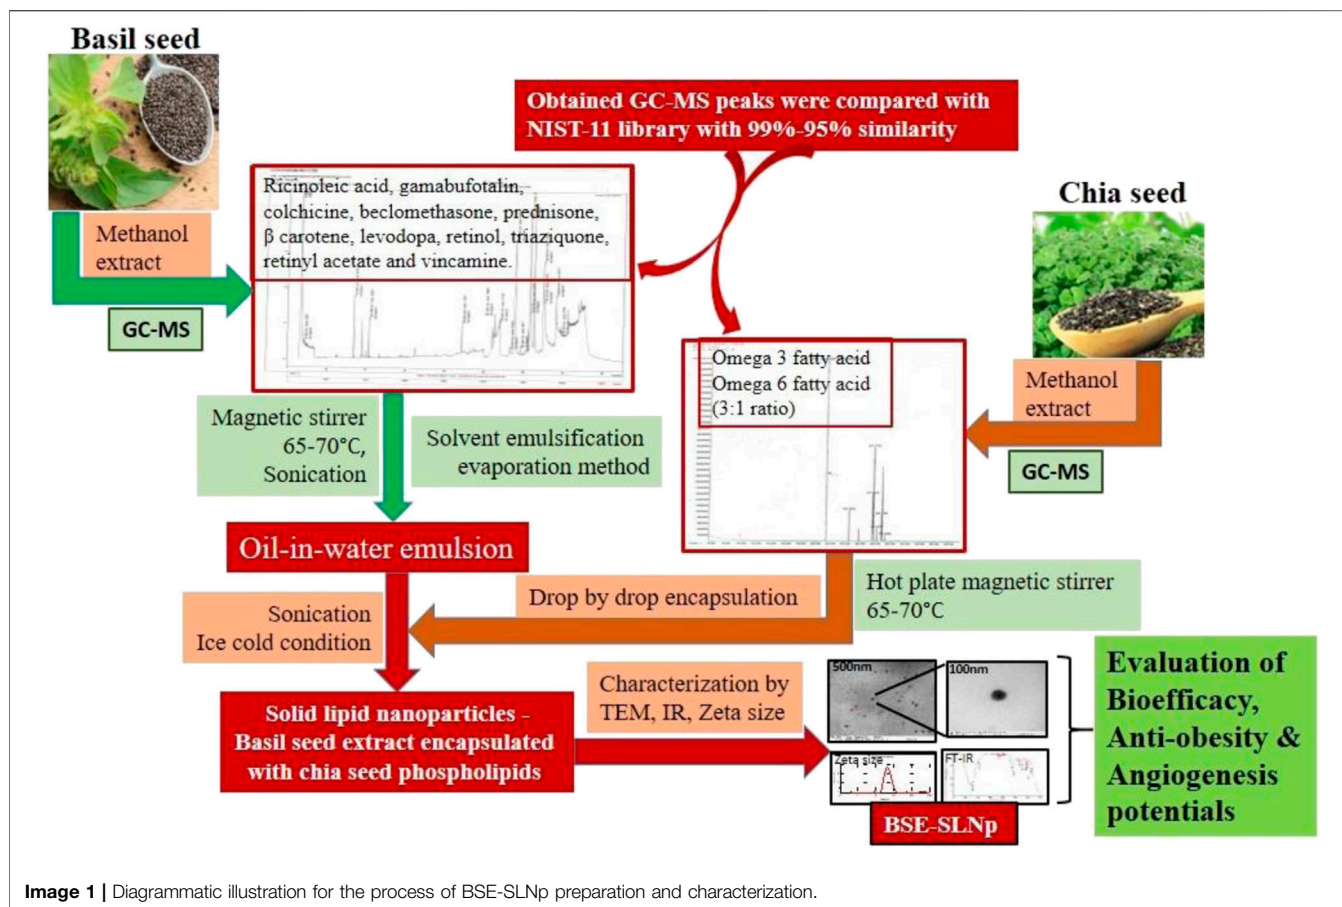 Basil seed
Obtained GC-MS peaks were compared with
NIST-11 library with 99%-95% similarity
Ricinoleic acid, gamabufotalin,
colchicine, beclomethasone, prednisone,
β carotene, levodopa, retinol, triaziquone,
retinyl acetate and vincamine.
Chia seed
Methanol
extract
GC-MS
Omega 3 fatty acid
Omega 6 fatty acid
(3:1 ratio)
Methanol
extract
GC-MS
Magnetic stirrer
65-70°C,
Sonication
Solvent emulsification
evaporation method
Oil-in-water emulsion
Hot plate magnetic stirrer
65-70°C
Drop by drop encapsulation
Sonication
Ice cold condition
Solid lipid nanoparticles -
Basil seed extract encapsulated
with chia seed phospholipids
Characterization by
TEM, IR, Zeta size
500nm
100nm
Zeta size
FT-IR
BSE-SLNp
Evaluation of
Bioefficacy,
Anti-obesity &
Angiogenesis
potentials
Image 1 | Diagrammatic illustration for the process of BSE-SLNp preparation and characterization.